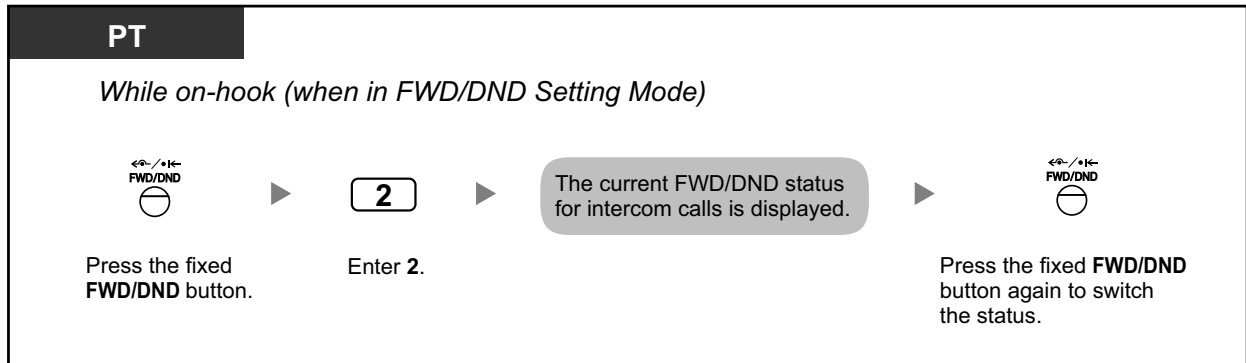 PT
While on-hook (when in FWD/DND Setting Mode)
FWD/DND
Press the fixed
FWD/DND button.
2
Enter 2.
The current FWD/DND status
for intercom calls is displayed.
FWD/DND
Press the fixed FWD/DND
button again to switch
the status.